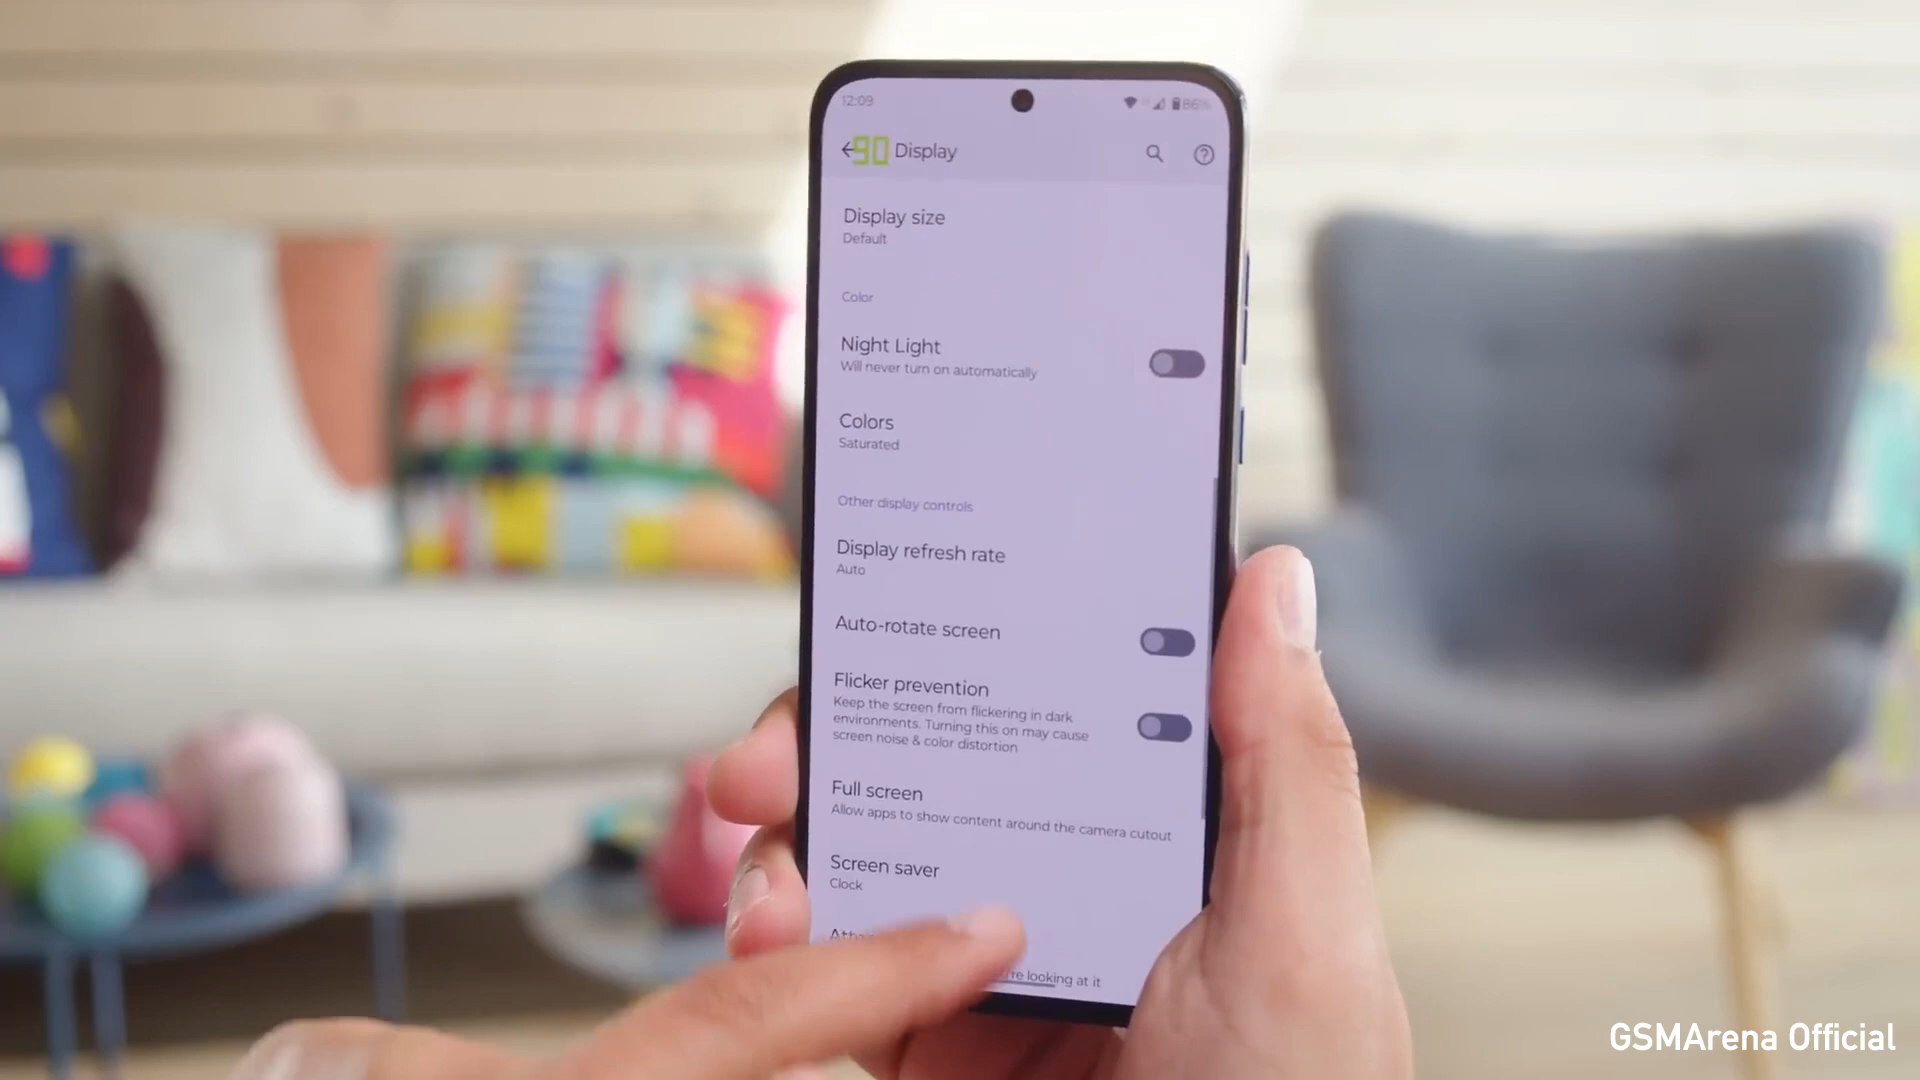 12:09
86%
90
Display
Display size
Default
Color
Night Light
Will never turn on automatically
Colors
Saturated
Other display controls
Display refresh rate
Auto
Auto-rotate screen
Flicker prevention
Keep the screen from flickering in dark
environments. Turning this on may cause
screen noise & color distortion
Full screen
Allow apps to show content around the camera cutout
Screen saver
Clock
looking at it
GSMArena Official